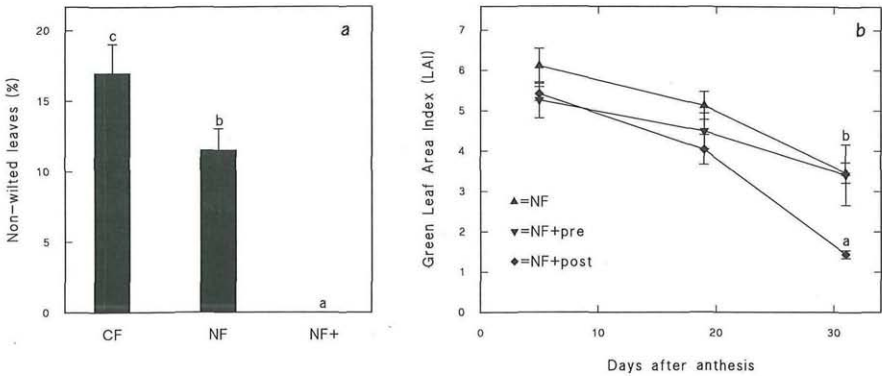 a
Non-wilted leaves (%)
20
15
10
5
0
c
b
a
CF NF NF+
b
Green Leaf Area Index (LAI)
7
6
5
4
3
2
1
0
b
a
▲=NF
▼=NF+pre
◆=NF+post
0 10 20 30
Days after anthesis